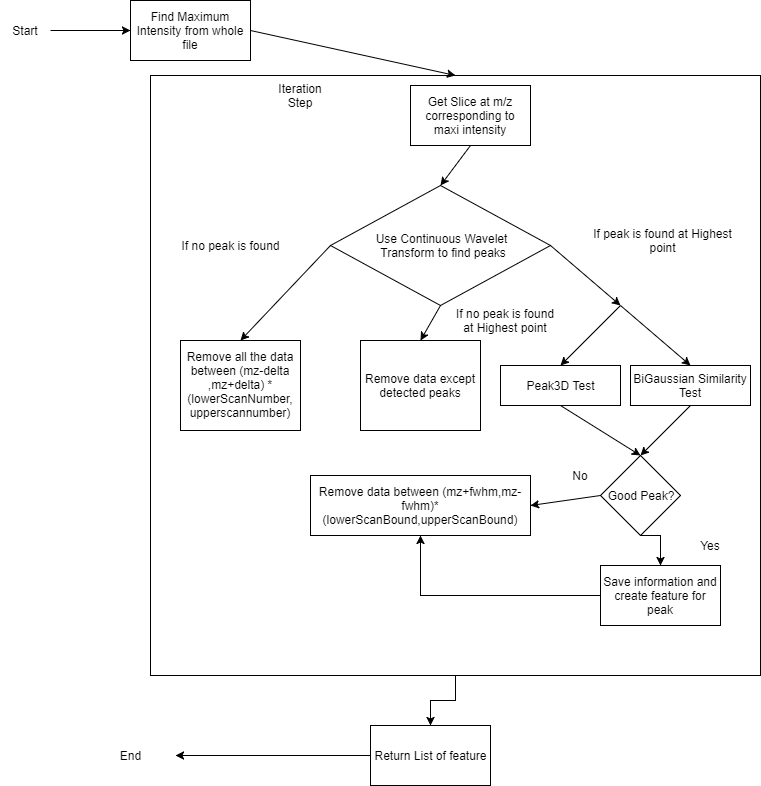 Start
Find Maximum
Intensity from whole
file
Iteration
Step
Get Slice at m/z
corresponding to
maxi intensity
Use Continuous Wavelet
Transform to find peaks
If no peak is found
If peak is found at Highest
point
If no peak is found
at Highest point
Remove all the data
between (mz-delta
,mz+delta) *
(lowerScanNumber,
upperscannumber)
Remove data except
detected peaks
Peak3D Test
BiGaussian Similarity
Test
No
Good Peak?
Remove data between (mz+fwhm,mz-
fwhm)*
(lowerScanBound,upperScanBound)
Yes
Save information and
create feature for
peak
Return List of feature
End